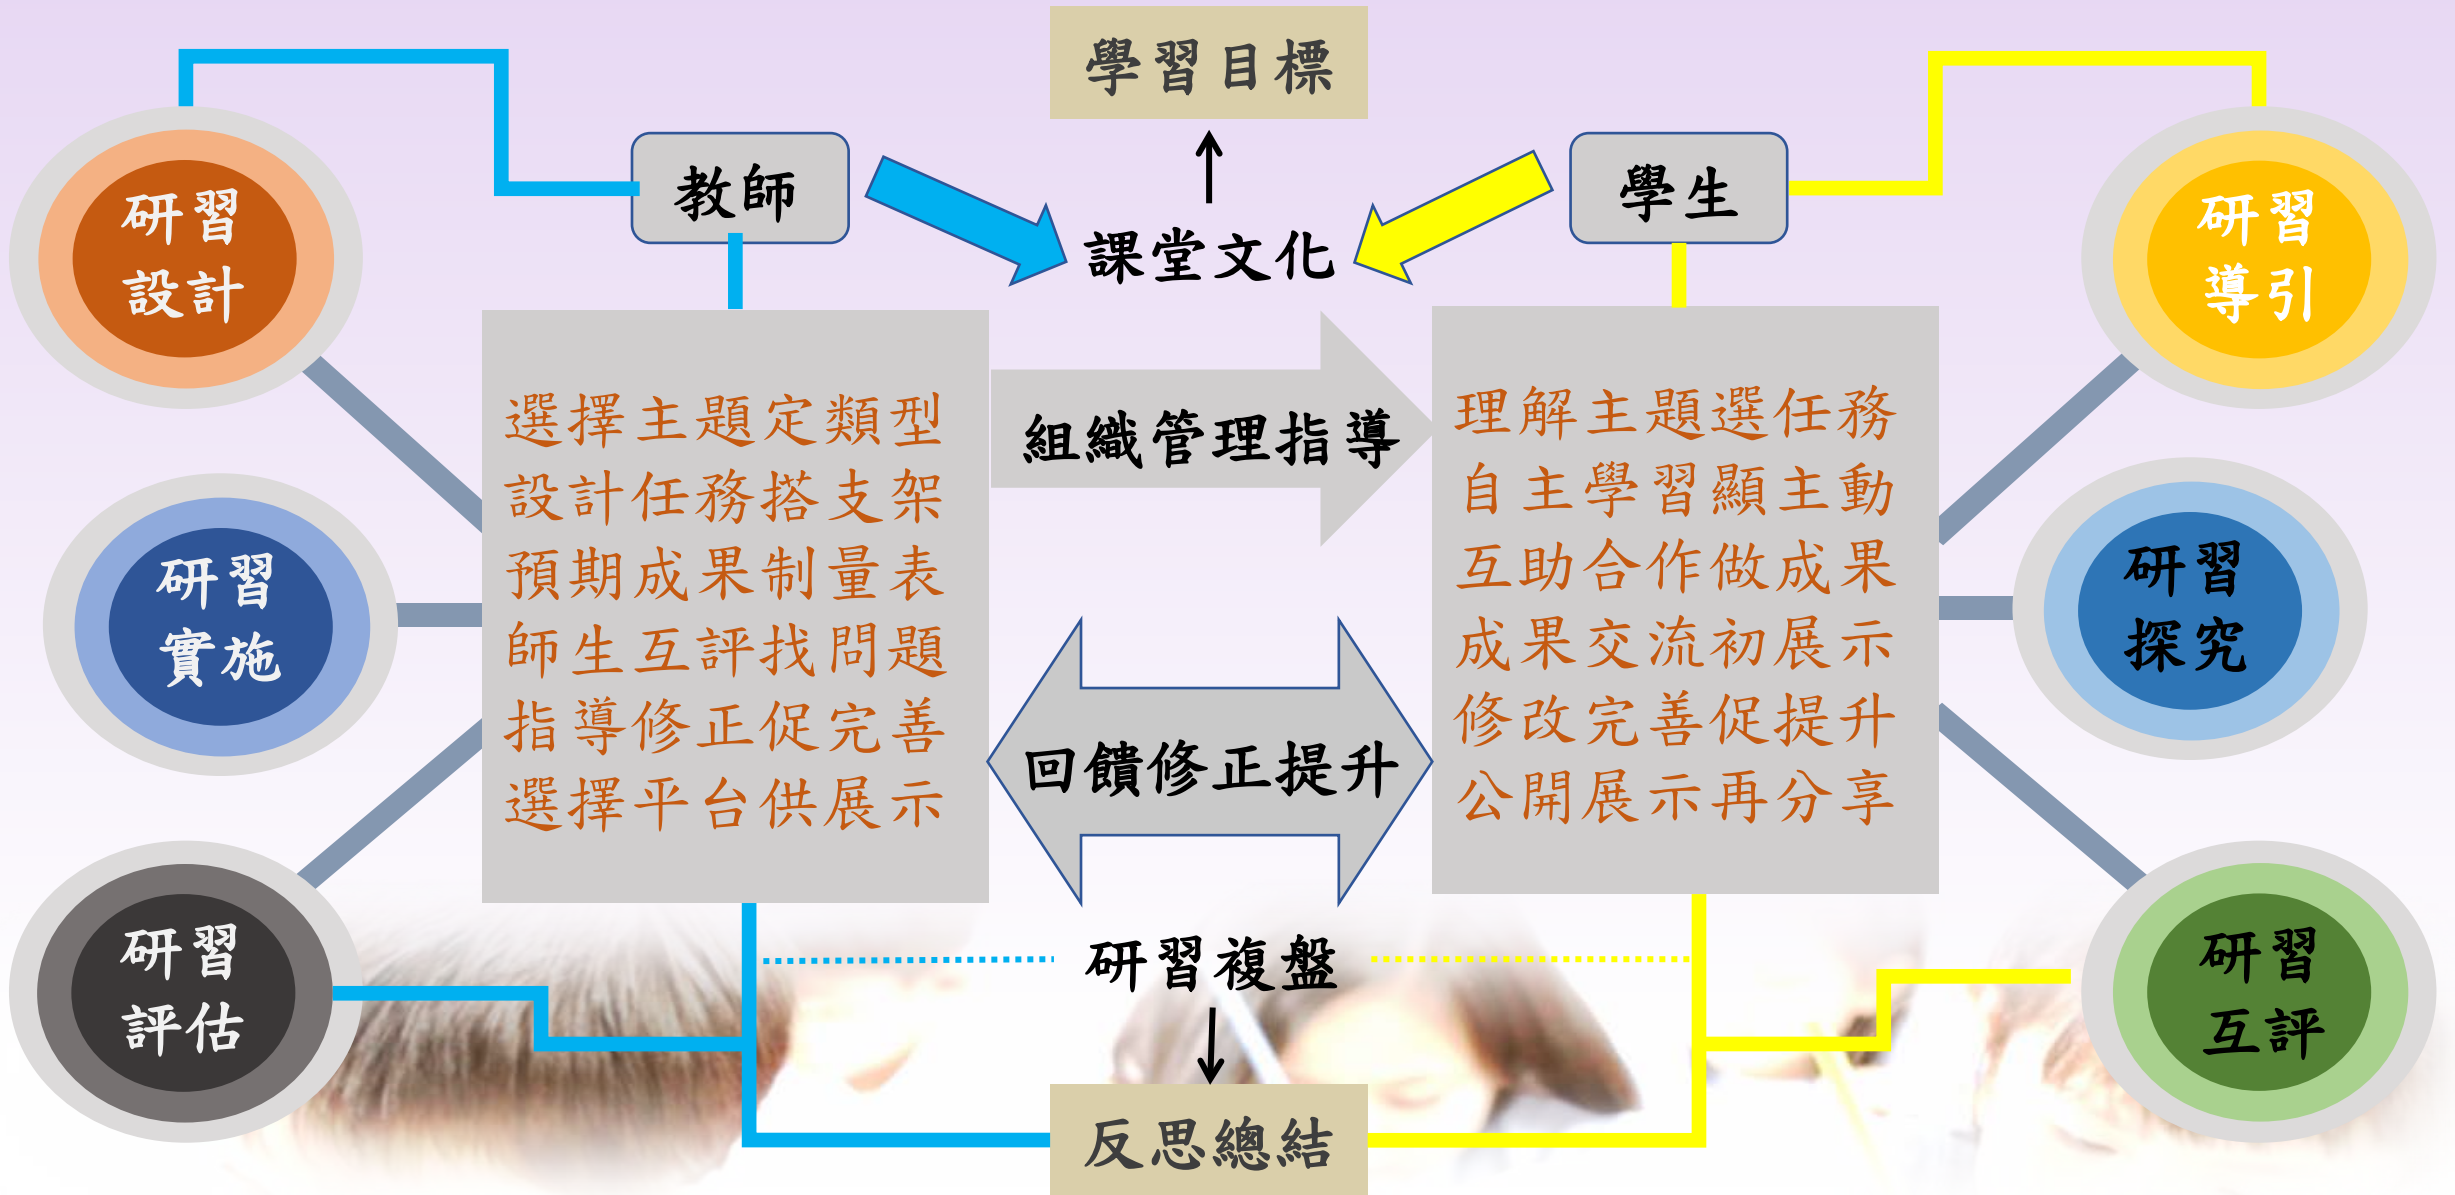 學習目標
教師
學生
課堂文化
研習
設計
研習
實施
研習
評估
選擇主題定類型
設計任務搭支架
預期成果制量表
師生互評找問題
指導修正促完善
選擇平台供展示
組織管理指導
回饋修正提升
理解主題選任務
自主學習顯主動
互助合作做成果
成果交流初展示
修改完善促提升
公開展示再分享
研習
導引
研習
探究
研習
互評
研習複盤
反思總結